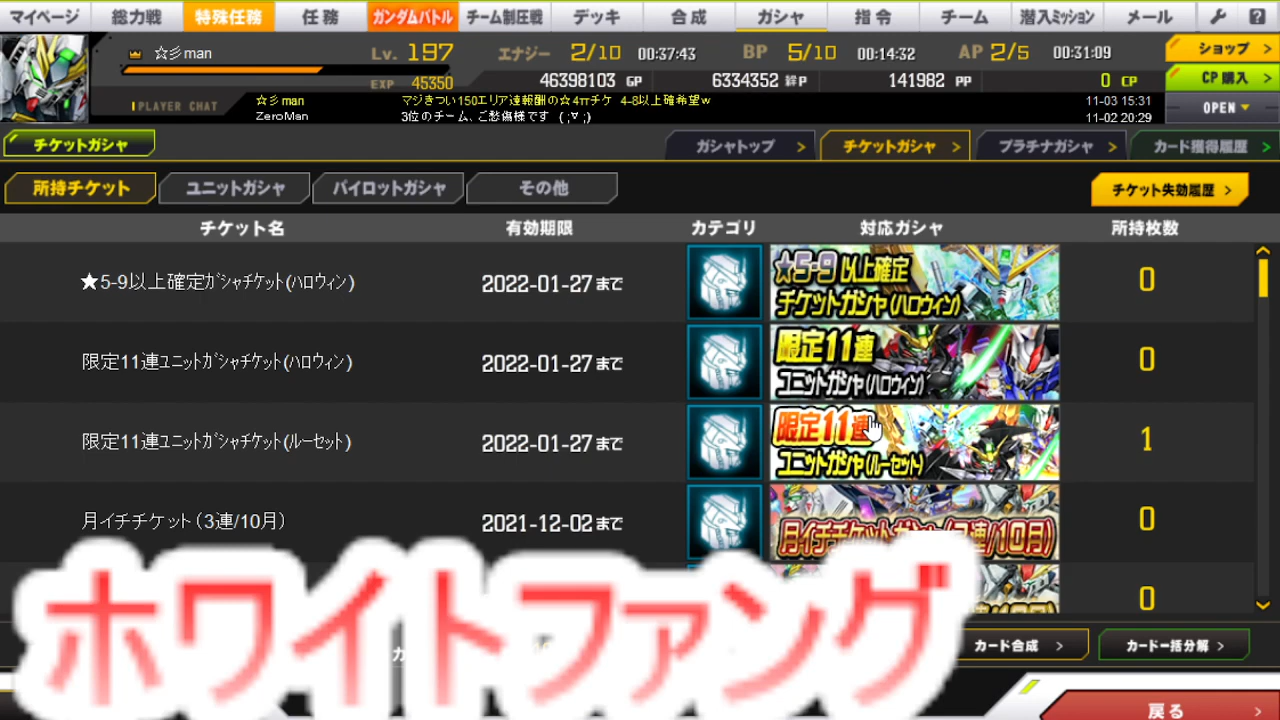 マイページ 総力戦 特殊任務 任務 ガンダムバトル チーム制圧戦 デッキ 合成 ガシャ 指令 チーム 潜入ミッション メール ?
☆彡man Lv. 197 エナジー 2/10 00:37:43 BP 5/10 00:14:32 AP 2/5 00:31:09 ショップ >
EXP 45350 46398103 GP 6334352 絆P 141982 PP 0 CP CP購入 >
PLAYER CHAT ☆彡man マジきつい150エリア達報酬の☆4ππチケ 4-8以上確希望w 11-03 15:31 OPEN ▼
ZeroMan 3位のチーム、ご愁傷様です (;∀;) 11-02 20:29
チケットガシャ ガシャトップ > チケットガシャ > プラチナガシャ > カード獲得履歴 >
所持チケット ユニットガシャ パイロットガシャ その他 チケット失効履歴 >
チケット名 有効期限 カテゴリ 対応ガシャ 所持枚数
★5-9以上確定ガシャチケット(ハロウィン) 2022-01-27まで ★5-9以上確定 0
チケットガシャ(ハロウィン)
限定11連ユニットガシャチケット(ハロウィン) 2022-01-27まで 限定11連 0
ユニットガシャ(ハロウィン)
限定11連ユニットガシャチケット(ルーセット) 2022-01-27まで 限定11連 1
ユニットガシャ(ルーセット)
月イチチケット(3連/10月) 2021-12-02まで 月イチチケットガシャ(3連/10月) 0
0
ホワイトファング
カード合成 > カード一括分解 >
戻る >